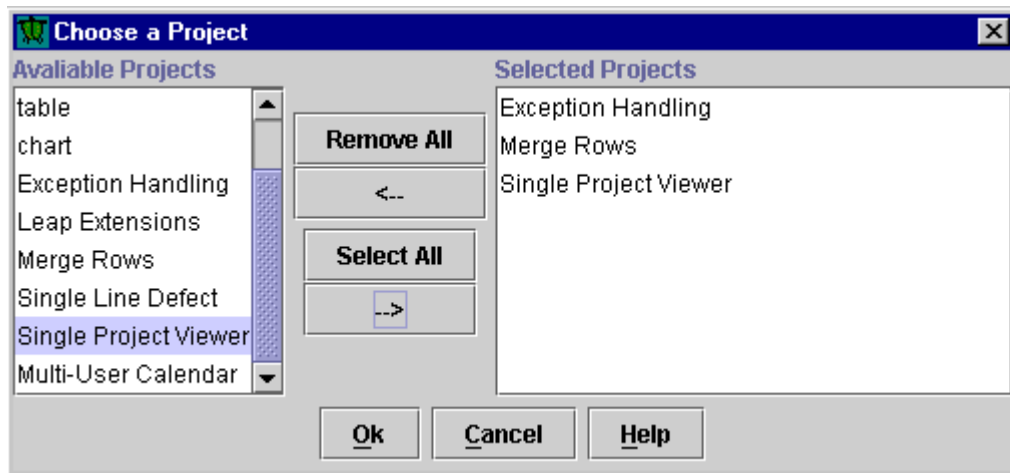 Choose a Project
Avaliable Projects
table
chart
Exception Handling
Leap Extensions
Merge Rows
Single Line Defect
Single Project Viewer
Multi-User Calendar
Remove All
<--
Select All
-->
Selected Projects
Exception Handling
Merge Rows
Single Project Viewer
Ok
Cancel
Help